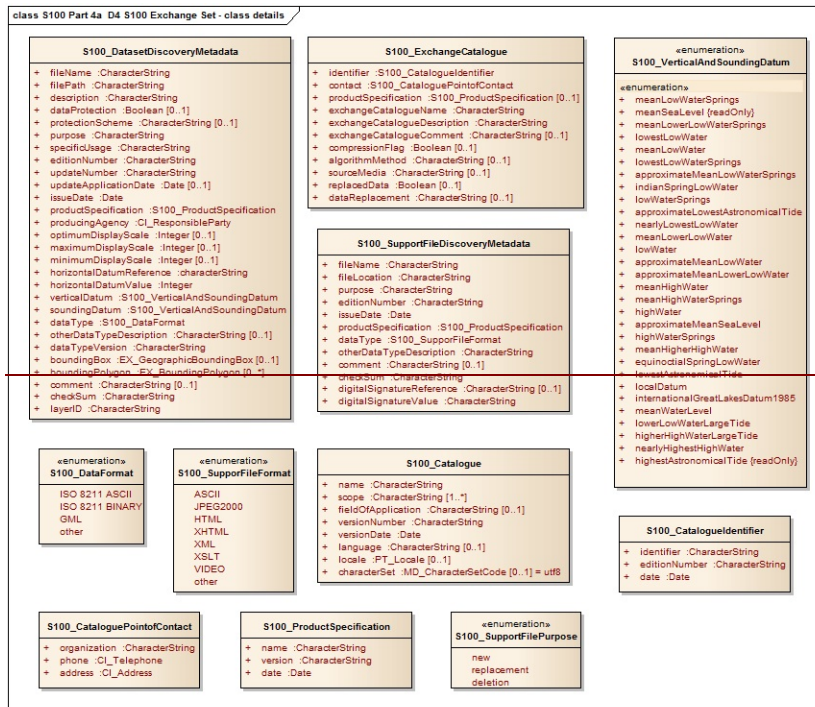 class S100 Part 4a D4 S100 Exchange Set - class details
S100_DatasetDiscoveryMetadata
+ fileName :CharacterString
+ filePath :CharacterString
+ description :CharacterString
+ dataProtection :Boolean [0..1]
+ protectionScheme :CharacterString [0..1]
+ purpose :CharacterString
+ specificUsage :CharacterString
+ editionNumber :CharacterString
+ updateNumber :CharacterString
+ updateApplicationDate :Date [0..1]
+ issueDate :Date
+ productSpecification :S100_ProductSpecification
+ producingAgency :CI_ResponsibleParty
+ optimumDisplayScale :Integer [0..1]
+ maximumDisplayScale :Integer [0..1]
+ minimumDisplayScale :Integer [0..1]
+ horizontalDatumReference :characterString
+ horizontalDatumValue :Integer
+ verticalDatum :S100_VerticalAndSoundingDatum
+ soundingDatum :S100_VerticalAndSoundingDatum
+ dataType :S100_DataFormat
+ otherDataTypeDescription :CharacterString [0..1]
+ dataTypeVersion :CharacterString
+ boundingBox :EX_GeographicBoundingBox [0..1]
+ boundingPolygon :EX_BoundingPolygon [0..*]
+ comment :CharacterString [0..1]
+ checkSum :CharacterString
+ layerID :CharacterString
S100_ExchangeCatalogue
+ identifier :S100_CatalogueIdentifier
+ contact :S100_CataloguePointofContact
+ productSpecification :S100_ProductSpecification [0..1]
+ exchangeCatalogueName :CharacterString
+ exchangeCatalogueDescription :CharacterString
+ exchangeCatalogueComment :CharacterString [0..1]
+ compressionFlag :Boolean [0..1]
+ algorithmMethod :CharacterString [0..1]
+ sourceMedia :CharacterString [0..1]
+ replacedData :Boolean [0..1]
+ dataReplacement :CharacterString [0..1]
S100_SupportFileDiscoveryMetadata
+ fileName :CharacterString
+ fileLocation :CharacterString
+ purpose :CharacterString
+ editionNumber :CharacterString
+ issueDate :Date
+ productSpecification :S100_ProductSpecification
+ dataType :S100_SupporFileFormat
+ otherDataTypeDescription :CharacterString
+ comment :CharacterString [0..1]
+ checkSum :CharacterString
+ digitalSignatureReference :CharacterString [0..1]
+ digitalSignatureValue :CharacterString
«enumeration»
S100_VerticalAndSoundingDatum
«enumeration»
+ meanLowWaterSprings
+ meanSeaLevel {readOnly}
+ meanLowerLowWaterSprings
+ lowestLowWater
+ meanLowWater
+ lowestLowWaterSprings
+ approximateMeanLowWaterSprings
+ indianSpringLowWater
+ lowWaterSprings
+ approximateLowestAstronomicalTide
+ nearlyLowestLowWater
+ meanLowerLowWater
+ lowWater
+ approximateMeanLowWater
+ approximateMeanLowerLowWater
+ meanHighWater
+ meanHighWaterSprings
+ highWater
+ approximateMeanSeaLevel
+ highWaterSprings
+ meanHigherHighWater
+ equinoctialSpringLowWater
+ lowestAstronomicalTide
+ localDatum
+ internationalGreatLakesDatum1985
+ meanWaterLevel
+ lowerLowWaterLargeTide
+ higherHighWaterLargeTide
+ nearlyHighestHighWater
+ highestAstronomicalTide {readOnly}
«enumeration»
S100_DataFormat
ISO 8211 ASCII
ISO 8211 BINARY
GML
other
«enumeration»
S100_SupporFileFormat
ASCII
JPEG2000
HTML
XHTML
XML
XSLT
VIDEO
other
S100_Catalogue
+ name :CharacterString
+ scope :CharacterString [1..*]
+ fieldOfApplication :CharacterString [0..1]
+ versionNumber :CharacterString
+ versionDate :Date
+ language :CharacterString [0..1]
+ locale :PT_Locale [0..1]
+ characterSet :MD_CharacterSetCode [0..1] = utf8
S100_CatalogueIdentifier
+ identifier :CharacterString
+ editionNumber :CharacterString
+ date :Date
S100_CataloguePointofContact
+ organization :CharacterString
+ phone :CI_Telephone
+ address :CI_Address
S100_ProductSpecification
+ name :CharacterString
+ version :CharacterString
+ date :Date
«enumeration»
S100_SupportFilePurpose
new
replacement
deletion